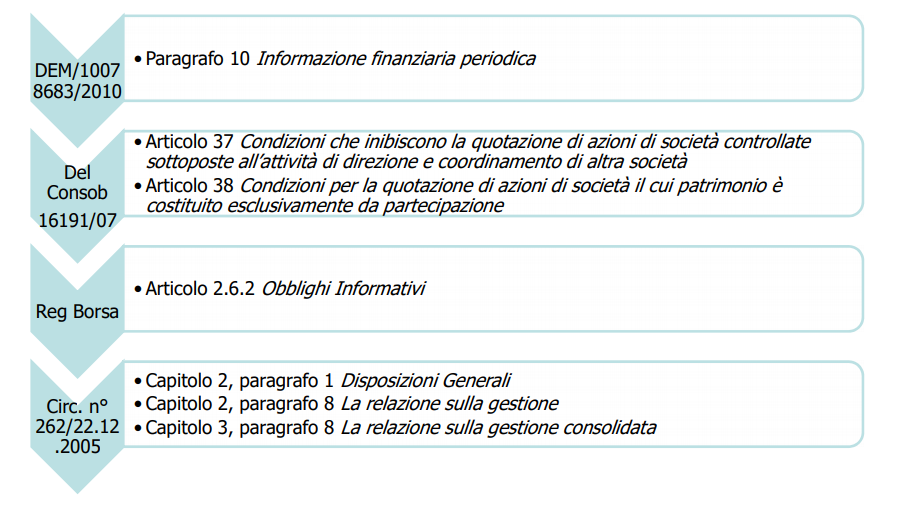 DEM/1007
8683/2010
• Paragrafo 10 Informazione finanziaria periodica
Del
Consob
16191/07
• Articolo 37 Condizioni che inibiscono la quotazione di azioni di società controllate
sottoposte all'attività di direzione e coordinamento di altra società
• Articolo 38 Condizioni per la quotazione di azioni di società il cui patrimonio è
costituito esclusivamente da partecipazione
Reg Borsa
• Articolo 2.6.2 Obblighi Informativi
Circ. n°
262/22.12
.2005
• Capitolo 2, paragrafo 1 Disposizioni Generali
• Capitolo 2, paragrafo 8 La relazione sulla gestione
• Capitolo 3, paragrafo 8 La relazione sulla gestione consolidata